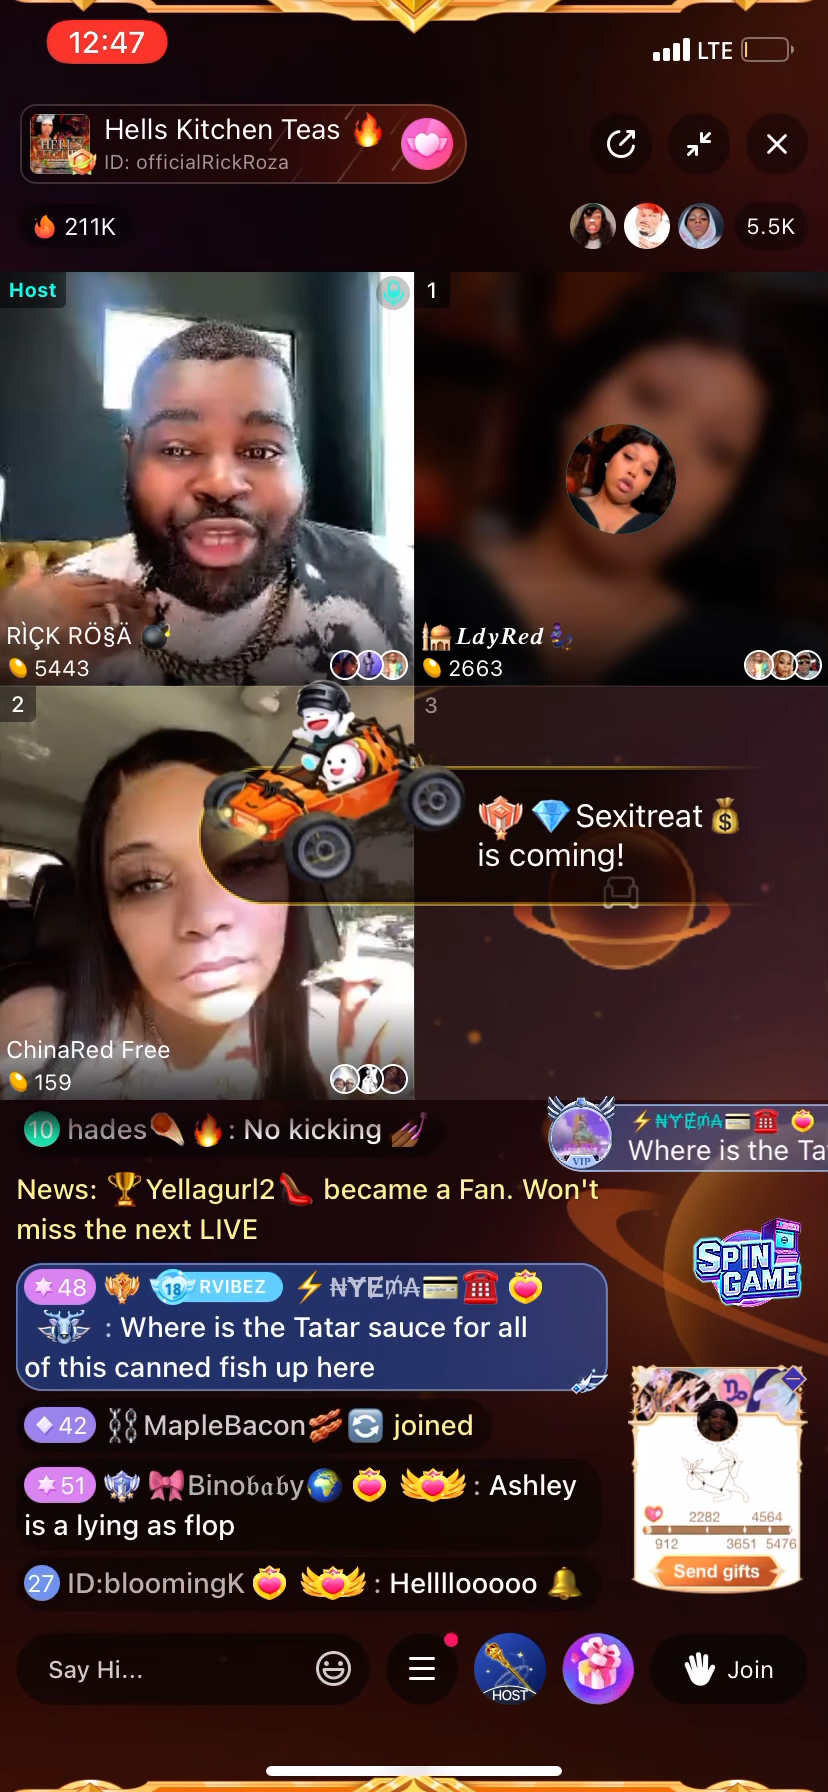 12:47
LTE
Hells Kitchen Teas 🔥
ID: officialRickRoza
🔥 211K
5.5K
Host
1
RÌÇK RÖ§Ä 💣
5443
🕌LdyRed🧞‍♀️
2663
2
3
💎Sexitreat💰
is coming!
ChinaRed Free
159
10 hades🏏🔥: No kicking 💅🏾
⚡₦Ɏ₤₥₳💳☎️
VIP
Where is the Ta
News: 🏆Yellagurl2👠 became a Fan. Won't
miss the next LIVE
SPIN
GAME
48 18 RVIBEZ ⚡₦Ɏ₤₥₳💳☎️
: Where is the Tatar sauce for all
of this canned fish up here
42 ⛓️MapleBacon🥓🔄 joined
51 🎀Bino𝔟𝔞𝔟𝔶🌍 : Ashley
is a lying as flop
27 ID:bloomingK : Helllloooooo 🔔
2282 4564
912 3651 5476
Send gifts
Say Hi...
HOST
Join